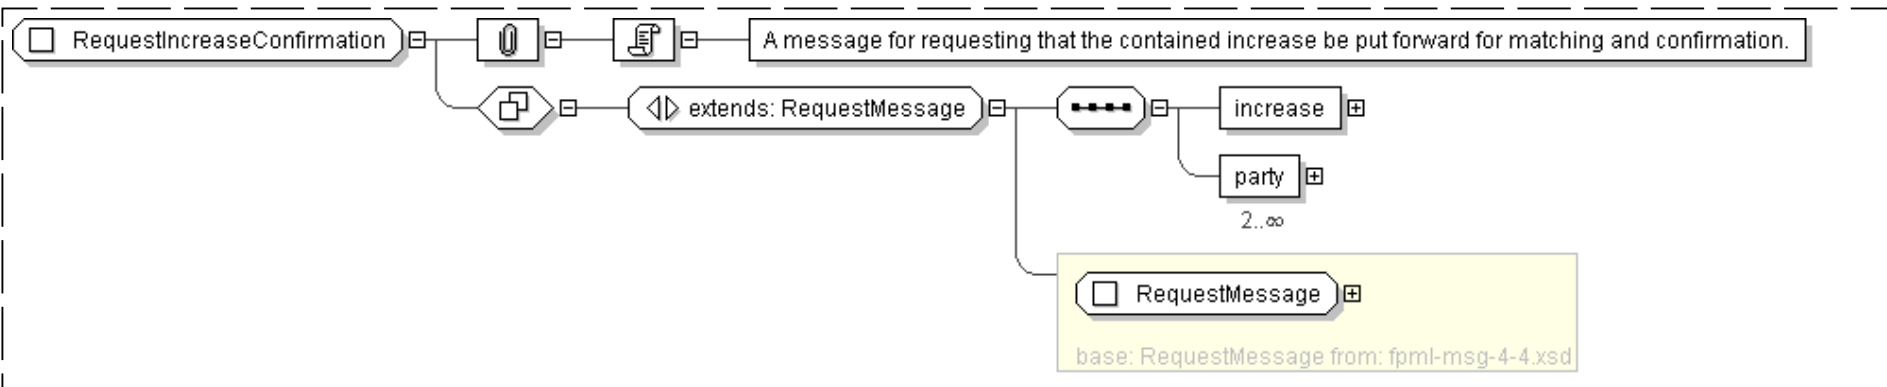 RequestIncreaseConfirmation
A message for requesting that the contained increase be put forward for matching and confirmation.
extends: RequestMessage
increase
party
2..∞
RequestMessage
base: RequestMessage from: fpml-msg-4-4.xsd